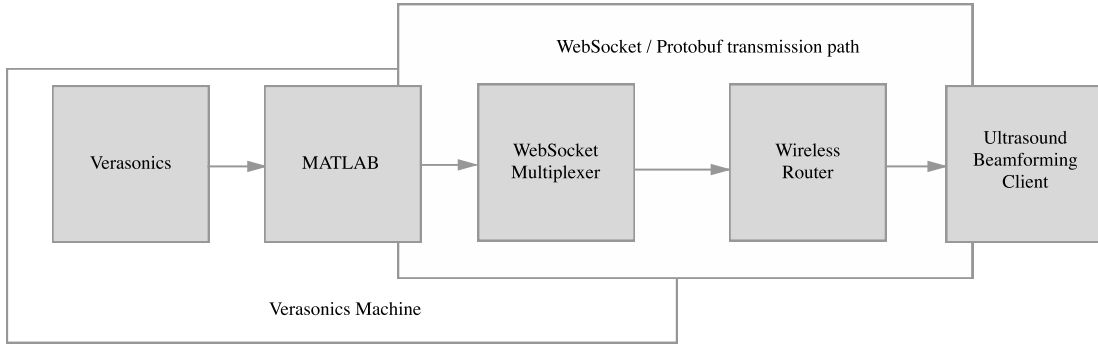 WebSocket / Protobuf transmission path
Verasonics
MATLAB
WebSocket
Multiplexer
Wireless
Router
Ultrasound
Beamforming
Client
Verasonics Machine